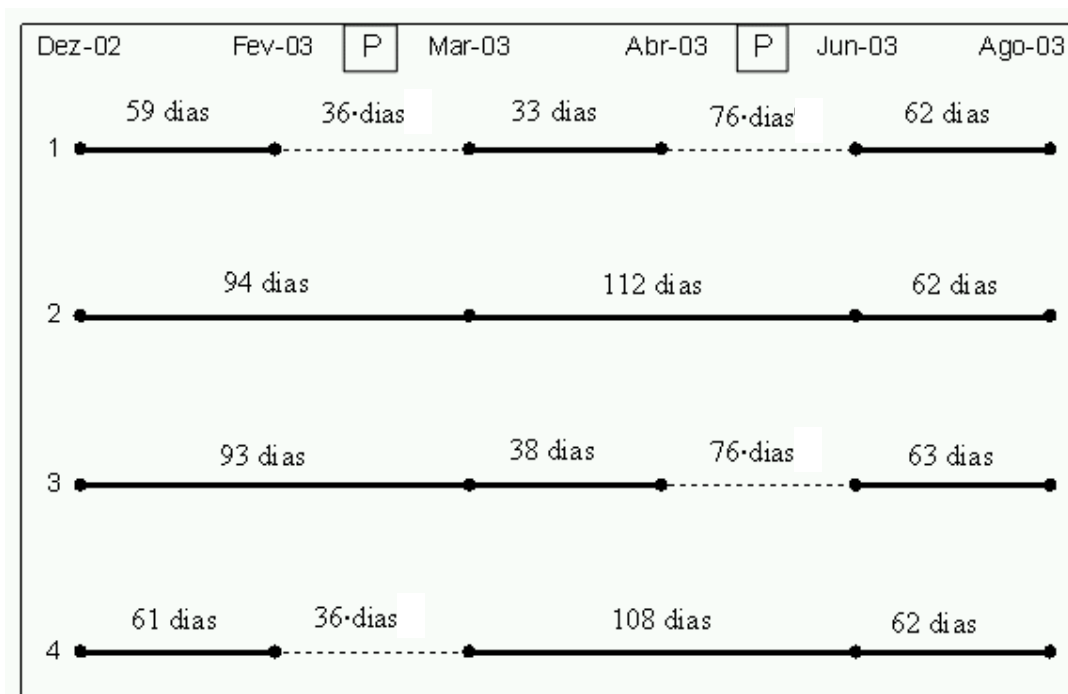 Dez-02 Fev-03 P Mar-03 Abr-03 P Jun-03 Ago-03
59 dias 36·dias 33 dias 76·dias 62 dias
1
94 dias 112 dias 62 dias
2
93 dias 38 dias 76·dias 63 dias
3
61 dias 36·dias 108 dias 62 dias
4